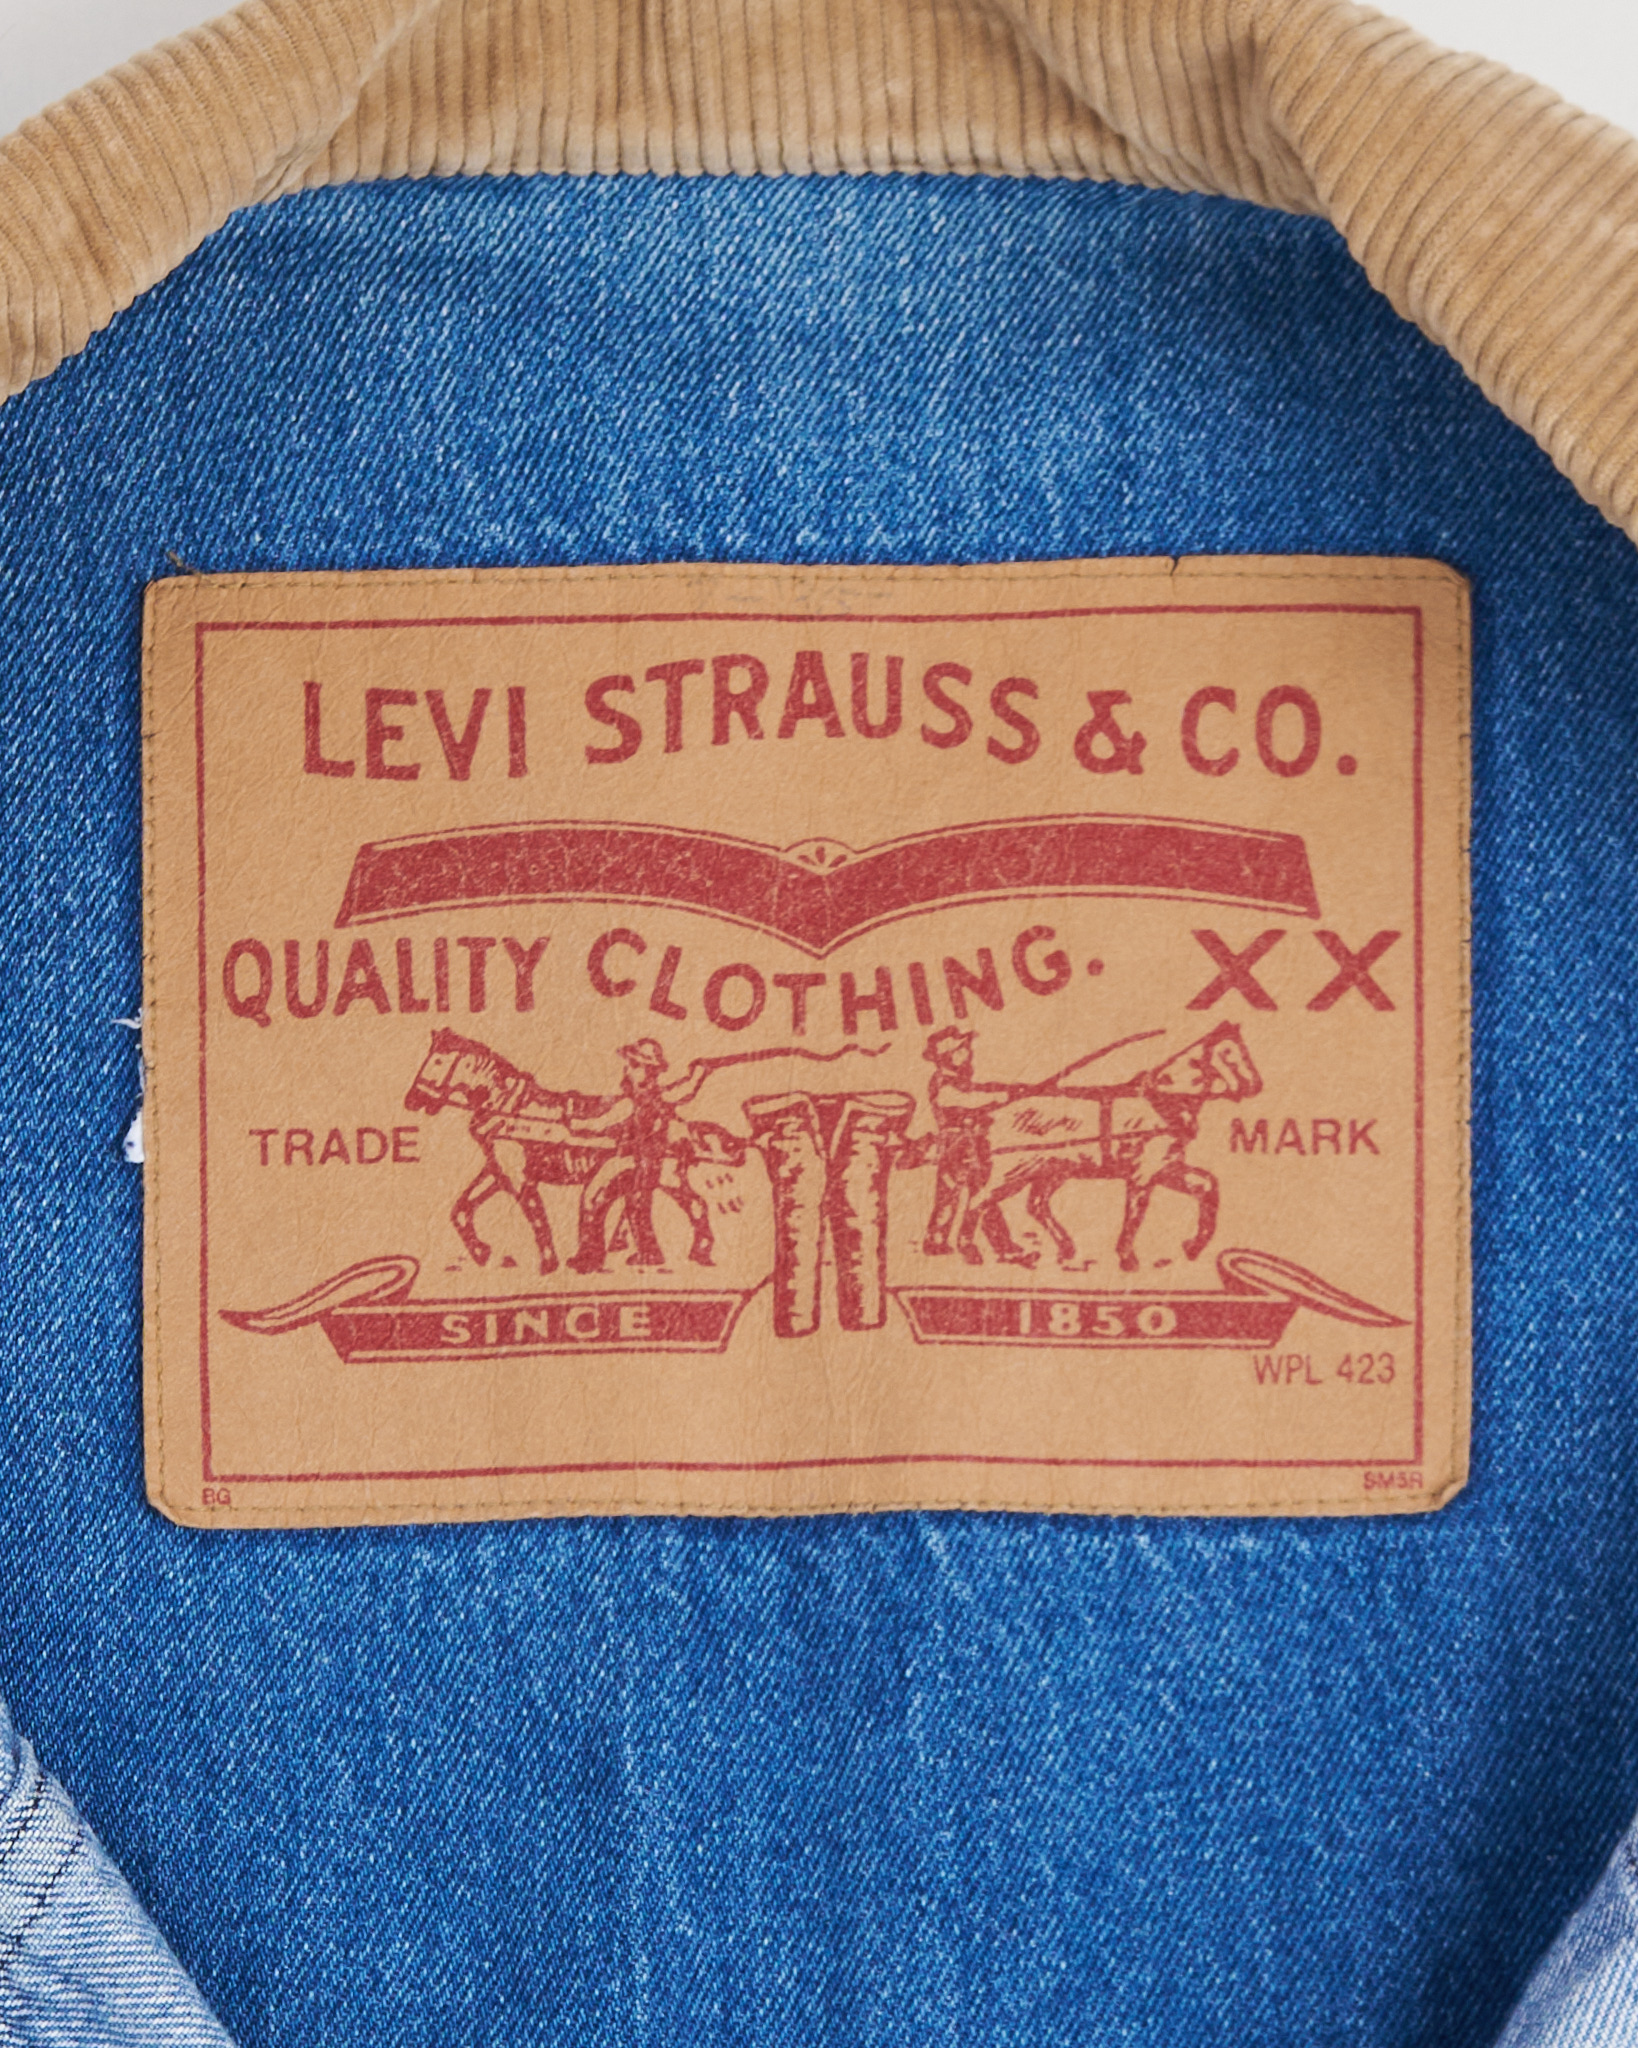 LEVI STRAUSS & CO.
QUALITY CLOTHING. XX
TRADE MARK
SINCE 1850
WPL 423
BG SM5R